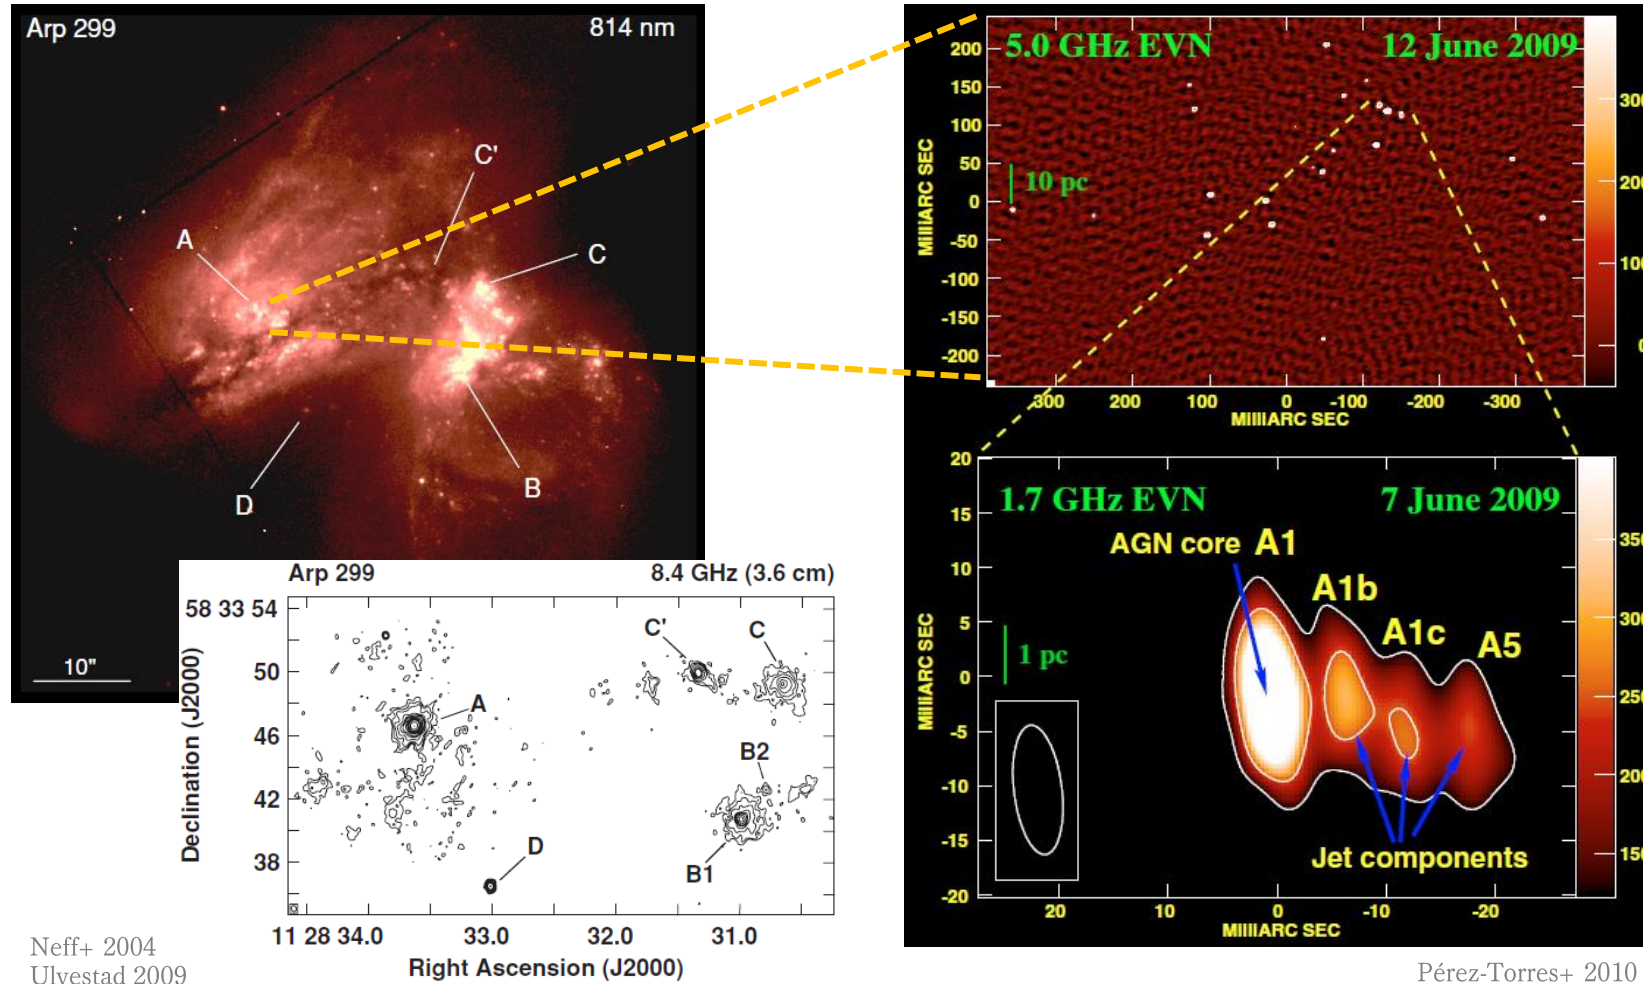 Arp 299
814 nm
C'
A
C
D
B
10"
Arp 299
8.4 GHz (3.6 cm)
58 33 54
50
46
42
38
Declination (J2000)
C'
C
A
B2
D
B1
11 28 34.0
33.0
32.0
31.0
Right Ascension (J2000)
Neff+ 2004
Ulvestad 2009
5.0 GHz EVN
12 June 2009
200
150
100
50
0
-50
-100
-150
-200
MilliARC SEC
10 pc
300
200
100
0
-100
-200
-300
MilliARC SEC
300
200
100
0
1.7 GHz EVN
7 June 2009
AGN core
A1
A1b
A1c
A5
20
15
10
5
0
-5
-10
-15
-20
MilliARC SEC
1 pc
Jet components
20
10
0
-10
-20
MilliARC SEC
Pérez-Torres+ 2010